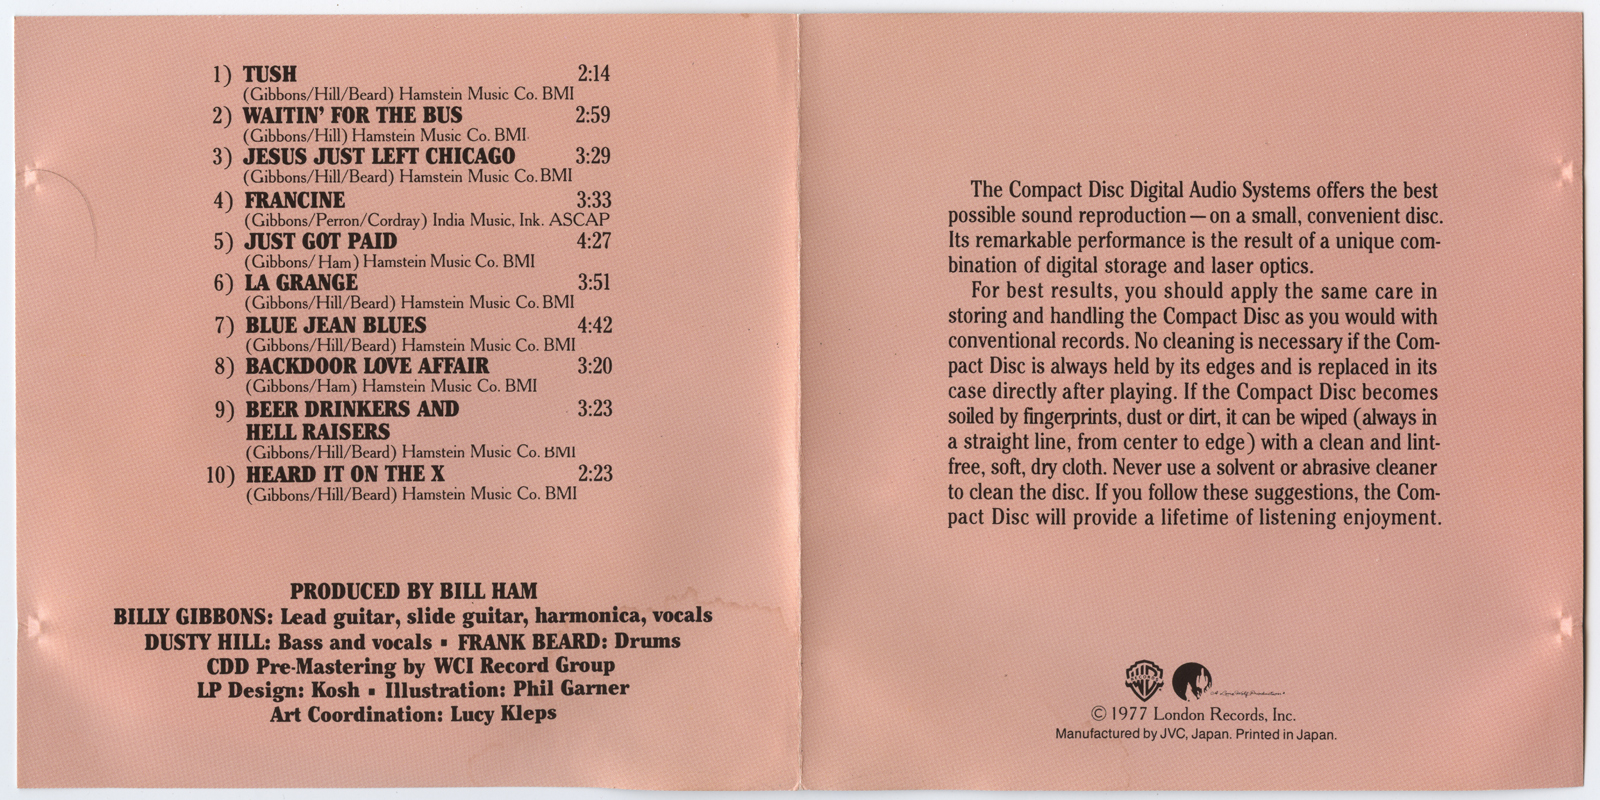 1) TUSH 2:14
(Gibbons/Hill/Beard) Hamstein Music Co. BMI
2) WAITIN' FOR THE BUS 2:59
(Gibbons/Hill) Hamstein Music Co. BMI
3) JESUS JUST LEFT CHICAGO 3:29
(Gibbons/Hill/Beard) Hamstein Music Co. BMI
4) FRANCINE 3:33
(Gibbons/Perron/Cordray) India Music, Ink. ASCAP
5) JUST GOT PAID 4:27
(Gibbons/Ham) Hamstein Music Co. BMI
6) LA GRANGE 3:51
(Gibbons/Hill/Beard) Hamstein Music Co. BMI
7) BLUE JEAN BLUES 4:42
(Gibbons/Hill/Beard) Hamstein Music Co. BMI
8) BACKDOOR LOVE AFFAIR 3:20
(Gibbons/Ham) Hamstein Music Co. BMI
9) BEER DRINKERS AND 3:23
HELL RAISERS
(Gibbons/Hill/Beard) Hamstein Music Co. BMI
10) HEARD IT ON THE X 2:23
(Gibbons/Hill/Beard) Hamstein Music Co. BMI
PRODUCED BY BILL HAM
BILLY GIBBONS: Lead guitar, slide guitar, harmonica, vocals
DUSTY HILL: Bass and vocals ▪ FRANK BEARD: Drums
CDD Pre-Mastering by WCI Record Group
LP Design: Kosh ▪ Illustration: Phil Garner
Art Coordination: Lucy Kleps
The Compact Disc Digital Audio Systems offers the best
possible sound reproduction—on a small, convenient disc.
Its remarkable performance is the result of a unique com-
bination of digital storage and laser optics.
For best results, you should apply the same care in
storing and handling the Compact Disc as you would with
conventional records. No cleaning is necessary if the Com-
pact Disc is always held by its edges and is replaced in its
case directly after playing. If the Compact Disc becomes
soiled by fingerprints, dust or dirt, it can be wiped (always in
a straight line, from center to edge) with a clean and lint-
free, soft, dry cloth. Never use a solvent or abrasive cleaner
to clean the disc. If you follow these suggestions, the Com-
pact Disc will provide a lifetime of listening enjoyment.
© 1977 London Records, Inc.
Manufactured by JVC, Japan. Printed in Japan.